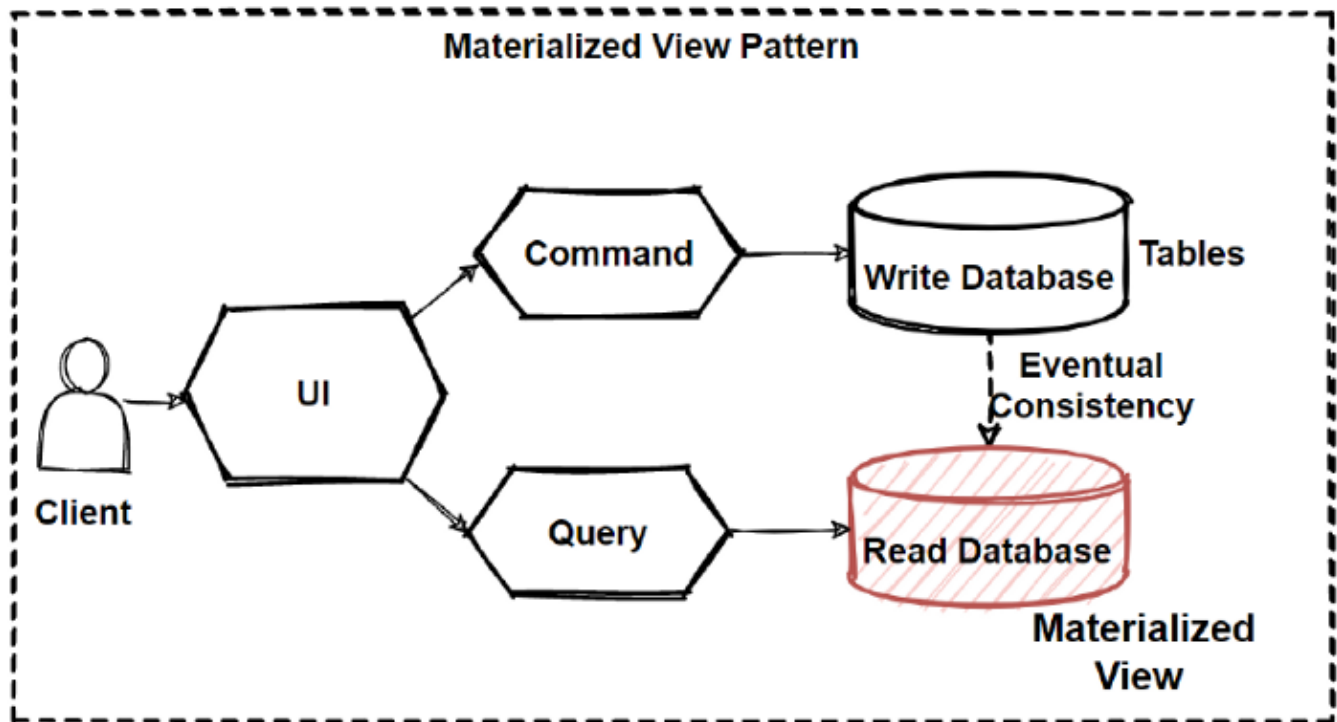 Materialized View Pattern
Command
Write Database
Tables
UI
Eventual
Consistency
Client
Query
Read Database
Materialized
View